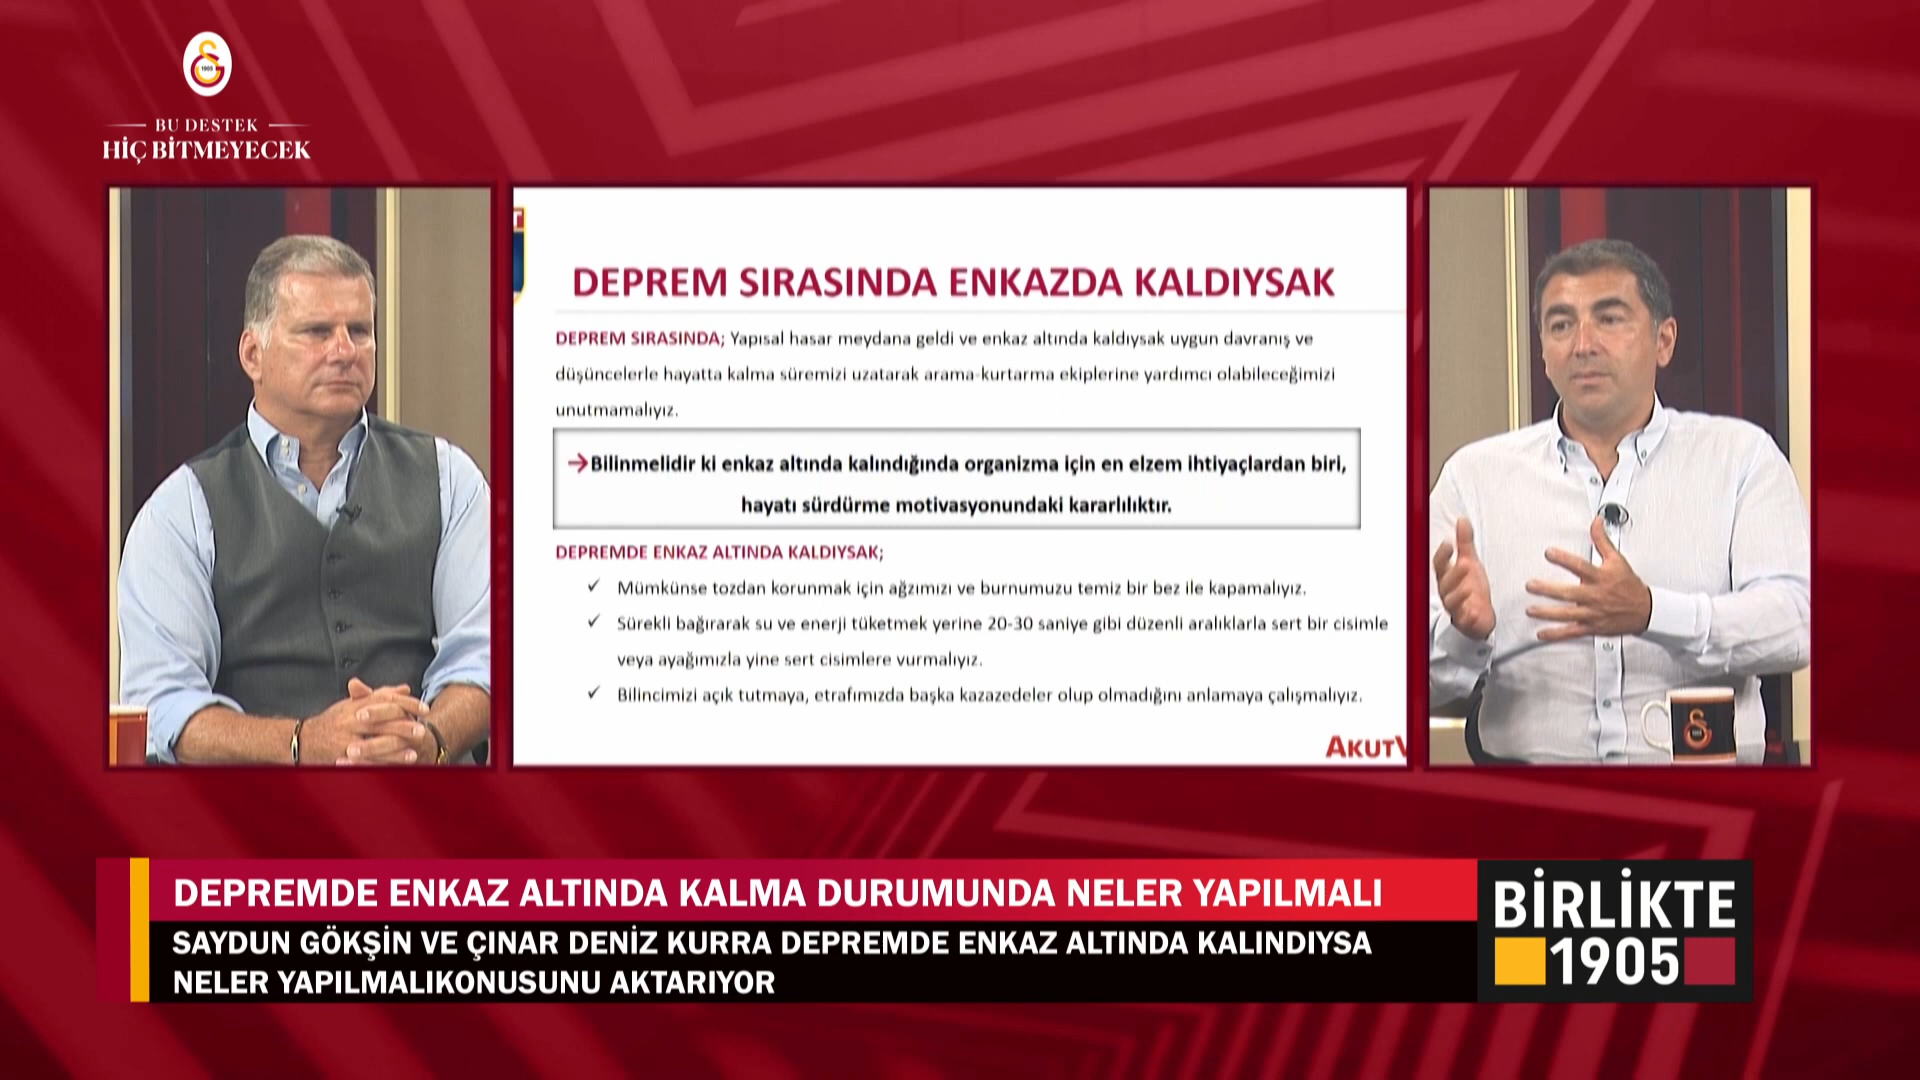 1905
BU DESTEK
HİÇ BİTMEYECEK
T
DEPREM SIRASINDA ENKAZDA KALDIYSAK
DEPREM SIRASINDA; Yapısal hasar meydana geldi ve enkaz altında kaldıysak uygun davranış ve
düşüncelerle hayatta kalma süremizi uzatarak arama-kurtarma ekiplerine yardımcı olabileceğimizi
unutmamalıyız.
→Bilinmelidir ki enkaz altında kalındığında organizma için en elzem ihtiyaçlardan biri,
hayatı sürdürme motivasyonundaki kararlılıktır.
DEPREMDE ENKAZ ALTINDA KALDIYSAK;
✓ Mümkünse tozdan korunmak için ağzımızı ve burnumuzu temiz bir bez ile kapamalıyız.
✓ Sürekli bağırarak su ve enerji tüketmek yerine 20-30 saniye gibi düzenli aralıklarla sert bir cisimle
veya ayağımızla yine sert cisimlere vurmalıyız.
✓ Bilincimizi açık tutmaya, etrafımızda başka kazazedeler olup olmadığını anlamaya çalışmalıyız.
AKUTV
DEPREMDE ENKAZ ALTINDA KALMA DURUMUNDA NELER YAPILMALI
SAYDUN GÖKŞİN VE ÇINAR DENİZ KURRA DEPREMDE ENKAZ ALTINDA KALINDIYSA
NELER YAPILMALIKONUSUNU AKTARIYOR
BİRLİKTE
1905